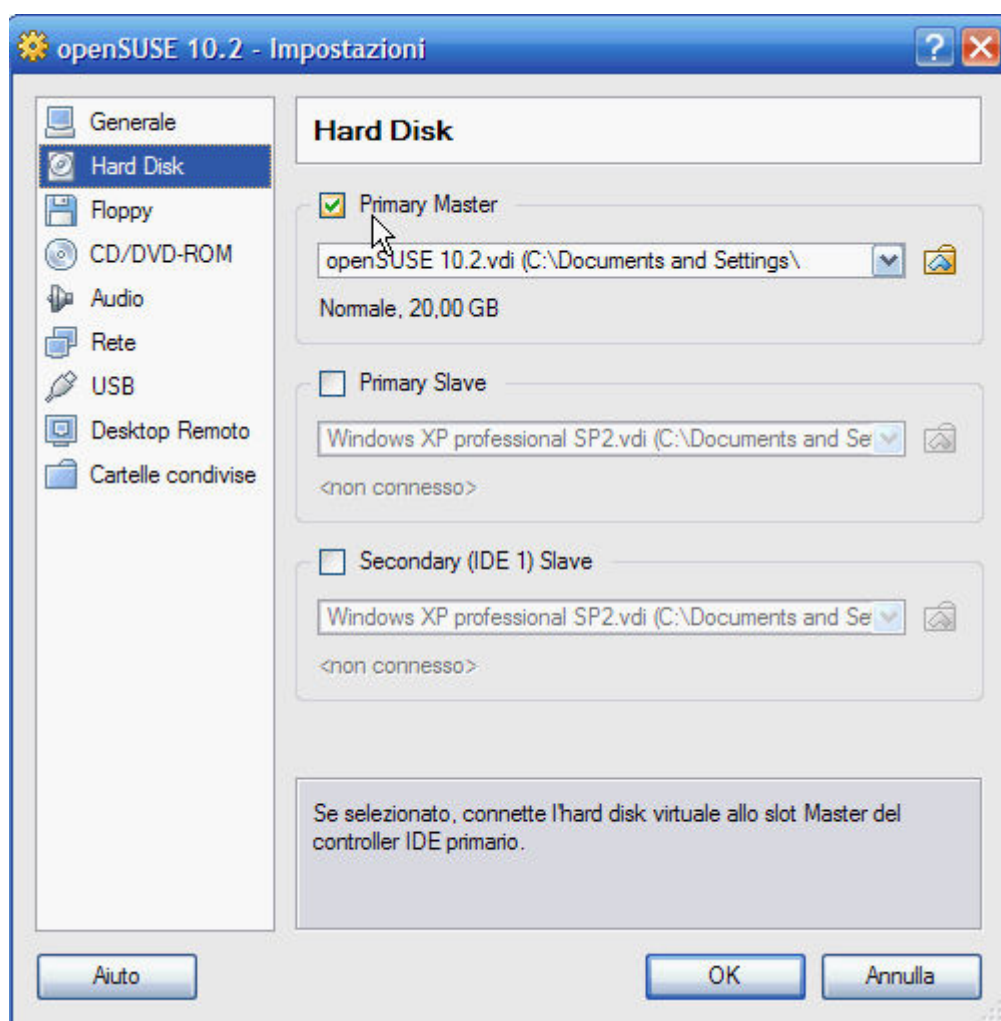 openSUSE 10.2 - Impostazioni
Generale
Hard Disk
Floppy
CD/DVD-ROM
Audio
Rete
USB
Desktop Remoto
Cartelle condivise
Hard Disk
Primary Master
openSUSE 10.2.vdi (C:\Documents and Settings\
Normale, 20,00 GB
Primary Slave
Windows XP professional SP2.vdi (C:\Documents and Se
<non connesso>
Secondary (IDE 1) Slave
Windows XP professional SP2.vdi (C:\Documents and Se
<non connesso>
Se selezionato, connette l'hard disk virtuale allo slot Master del
controller IDE primario.
Aiuto
OK
Annulla